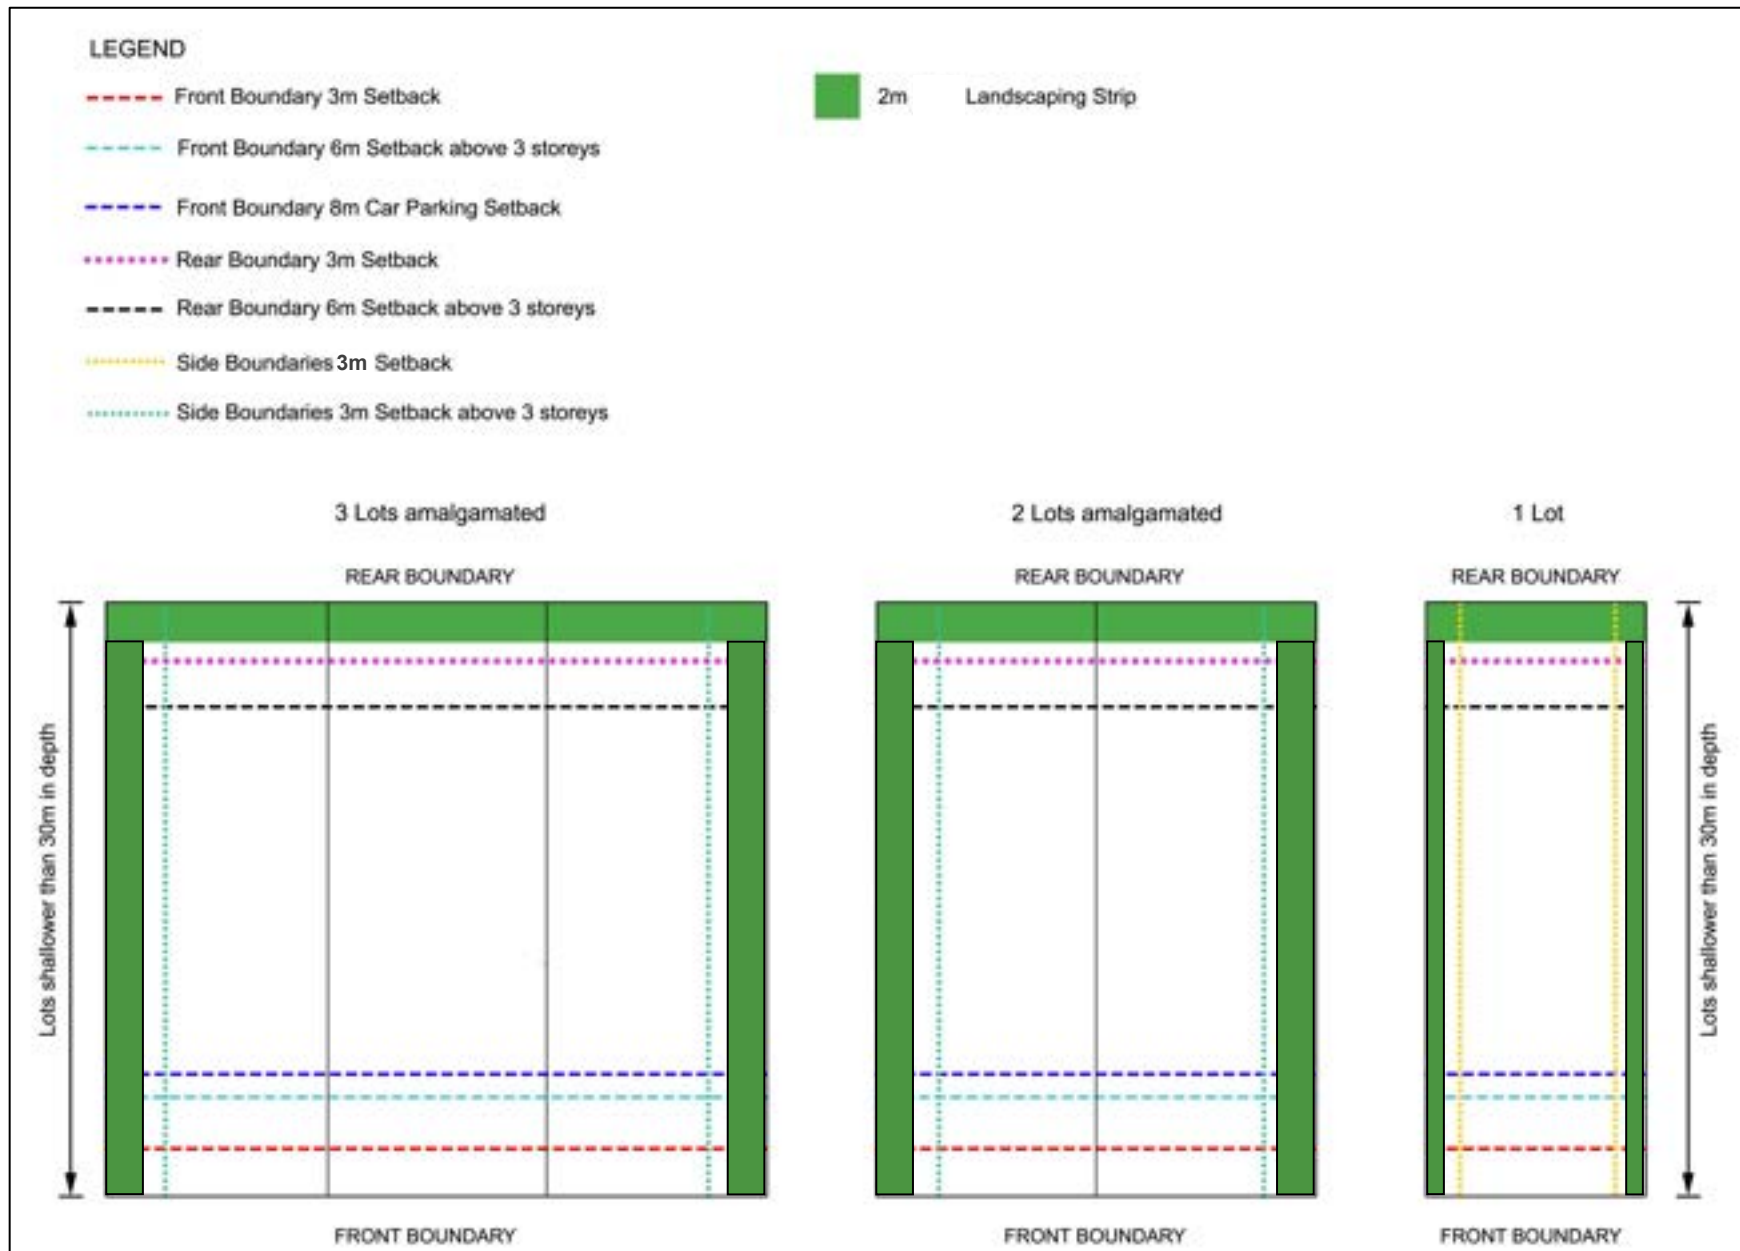 LEGEND
Front Boundary 3m Setback
2m Landscaping Strip
Front Boundary 6m Setback above 3 storeys
Front Boundary 8m Car Parking Setback
Rear Boundary 3m Setback
Rear Boundary 6m Setback above 3 storeys
Side Boundaries 3m Setback
Side Boundaries 3m Setback above 3 storeys
3 Lots amalgamated
2 Lots amalgamated
1 Lot
REAR BOUNDARY
REAR BOUNDARY
REAR BOUNDARY
Lots shallower than 30m in depth
Lots shallower than 30m in depth
FRONT BOUNDARY
FRONT BOUNDARY
FRONT BOUNDARY